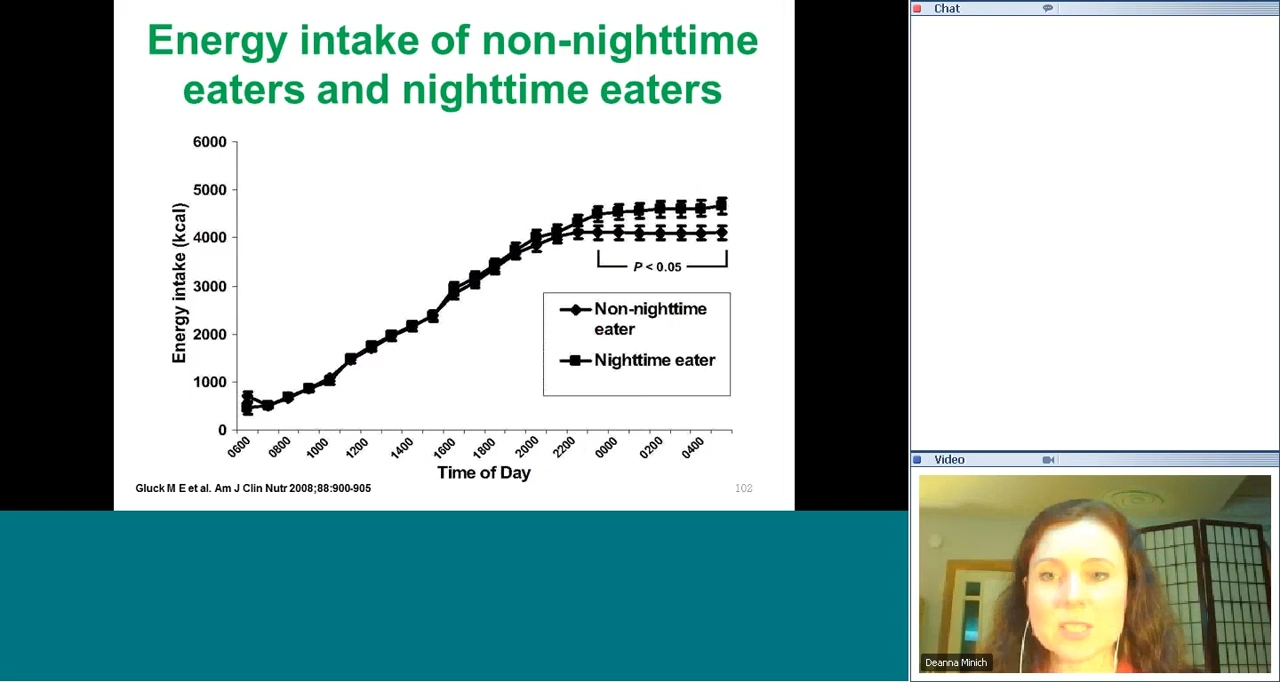 Energy intake of non-nighttime
eaters and nighttime eaters
6000
5000
4000
3000
2000
1000
0
Energy intake (kcal)
P < 0.05
Non-nighttime
eater
Nighttime eater
0600
0800
1000
1200
1400
1600
1800
2000
2200
0000
0200
0400
Time of Day
Gluck M E et al. Am J Clin Nutr 2008;88:900-905
102
Chat
Video
Deanna Minich